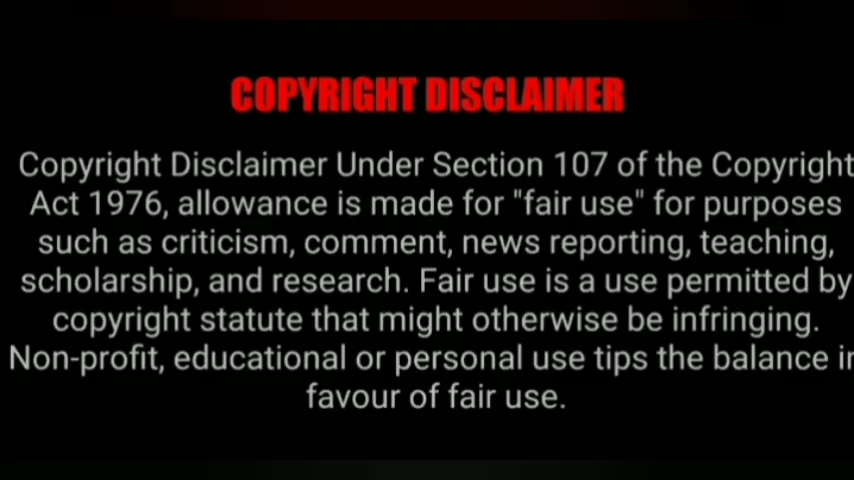 COPYRIGHT DISCLAIMER
Copyright Disclaimer Under Section 107 of the Copyright
Act 1976, allowance is made for "fair use" for purposes
such as criticism, comment, news reporting, teaching,
scholarship, and research. Fair use is a use permitted by
copyright statute that might otherwise be infringing.
Non-profit, educational or personal use tips the balance in
favour of fair use.